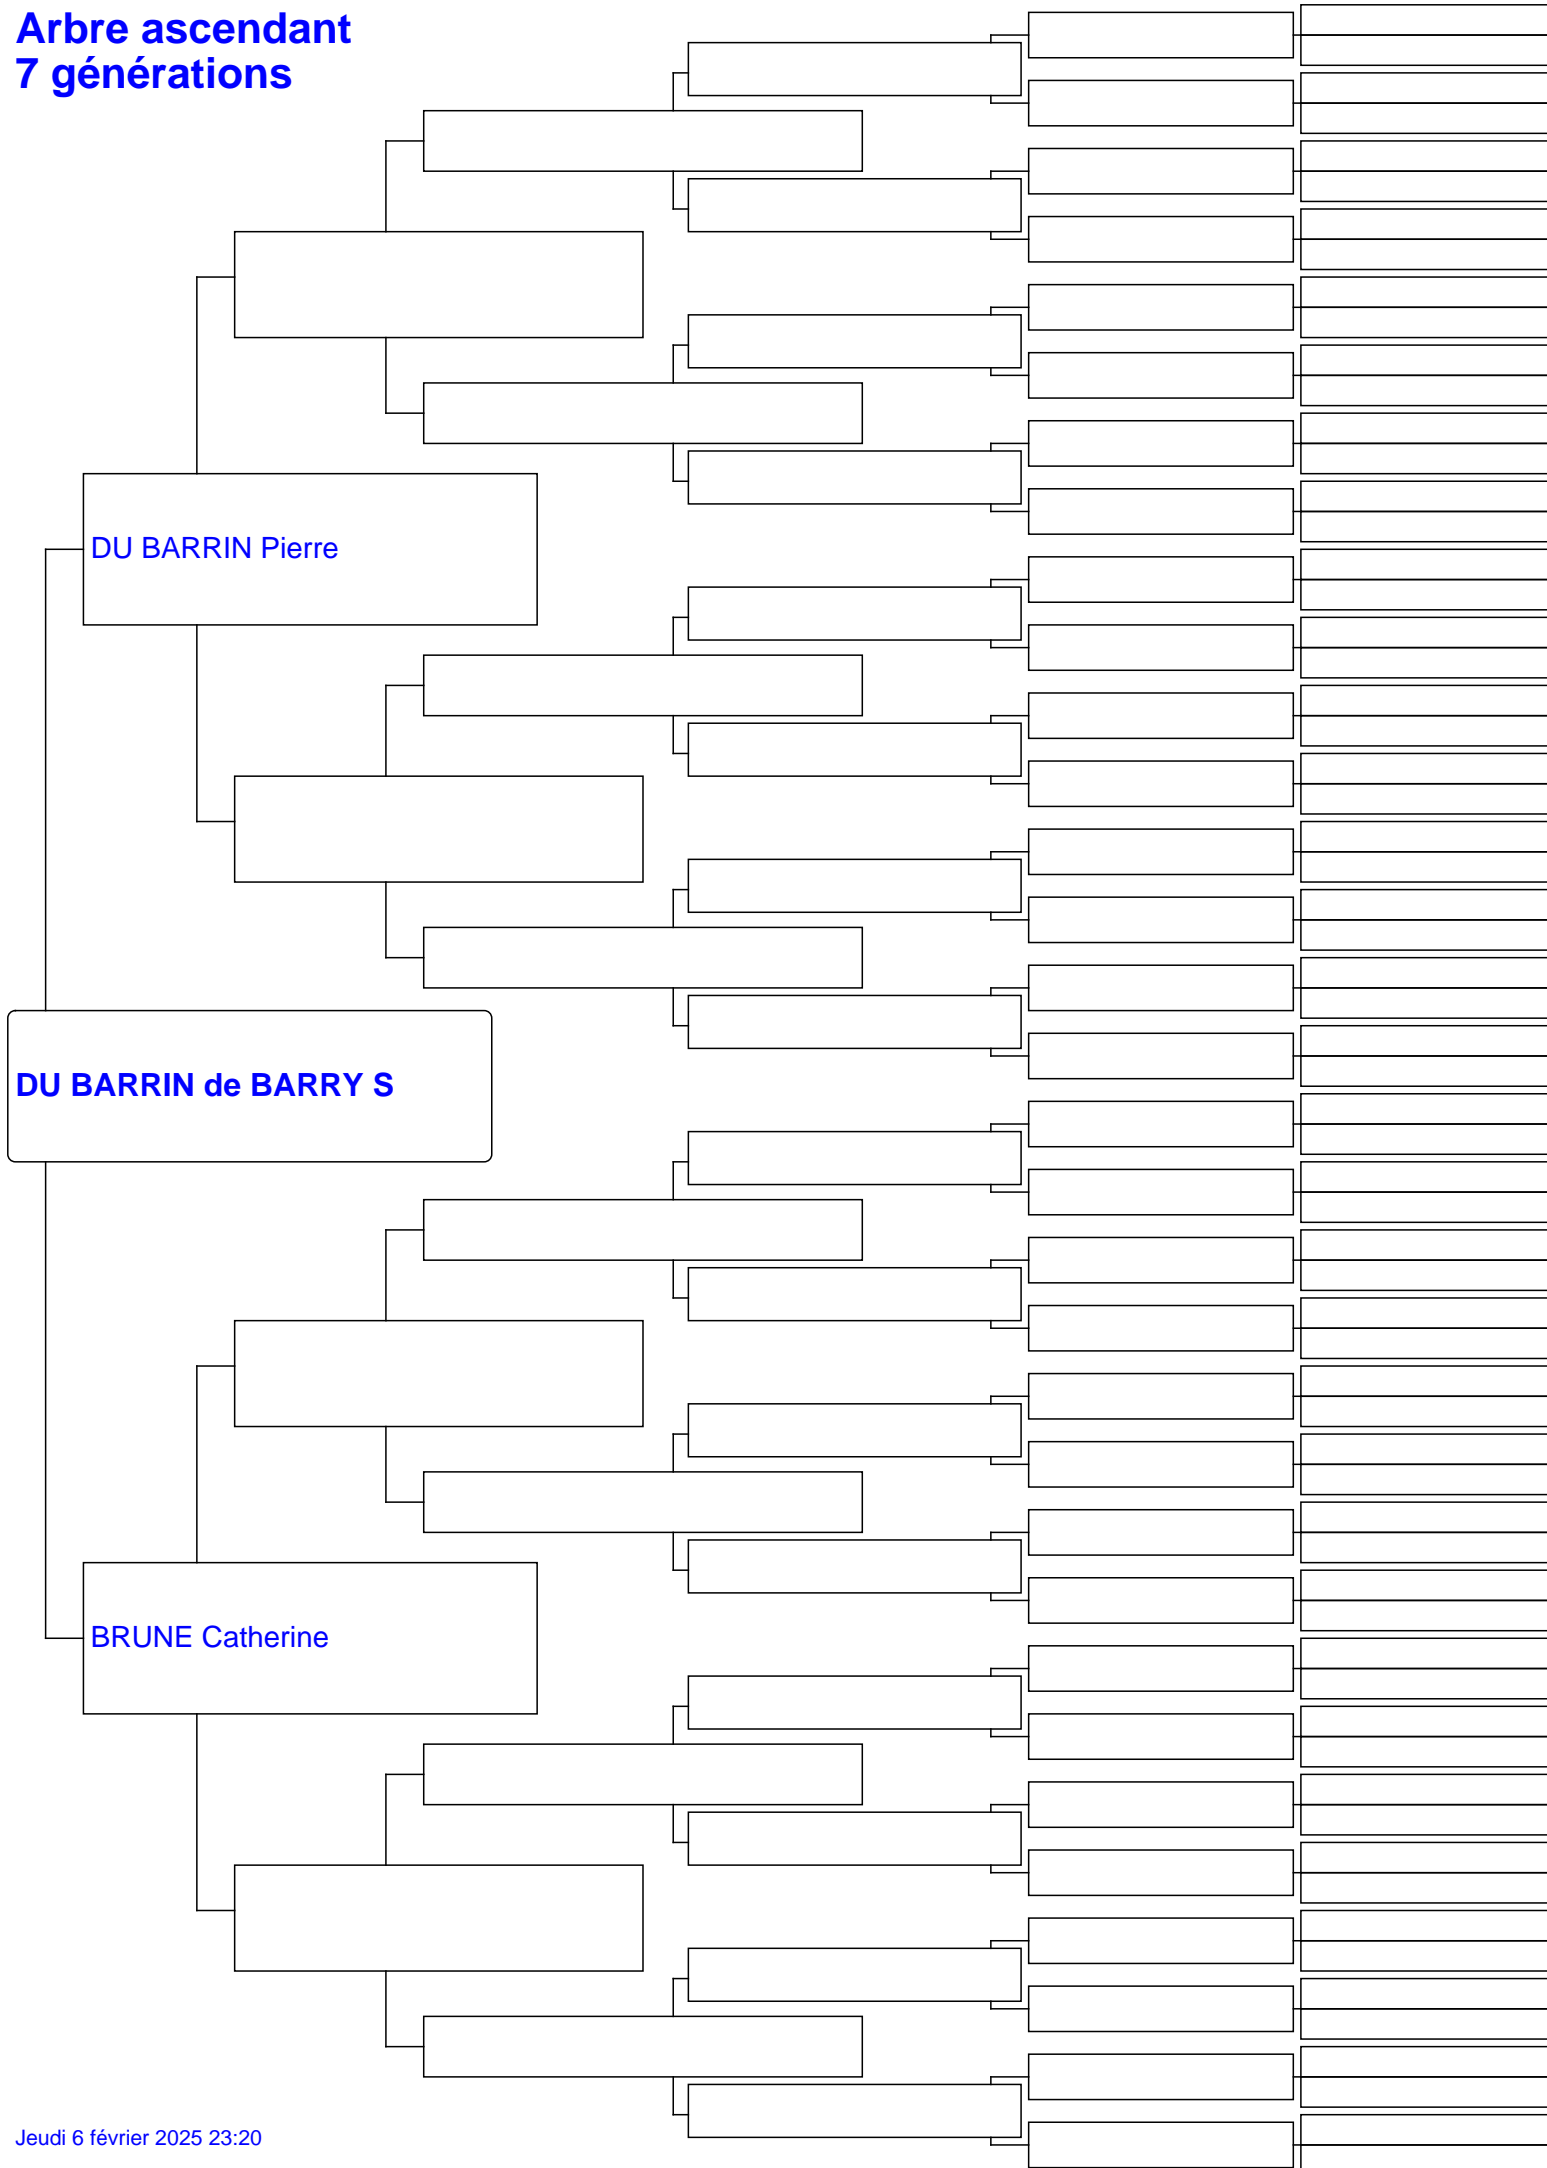 Arbre ascendant
7 générations
DU BARRIN Pierre
DU BARRIN de BARRY S
BRUNE Catherine
Jeudi 6 février 2025 23:20